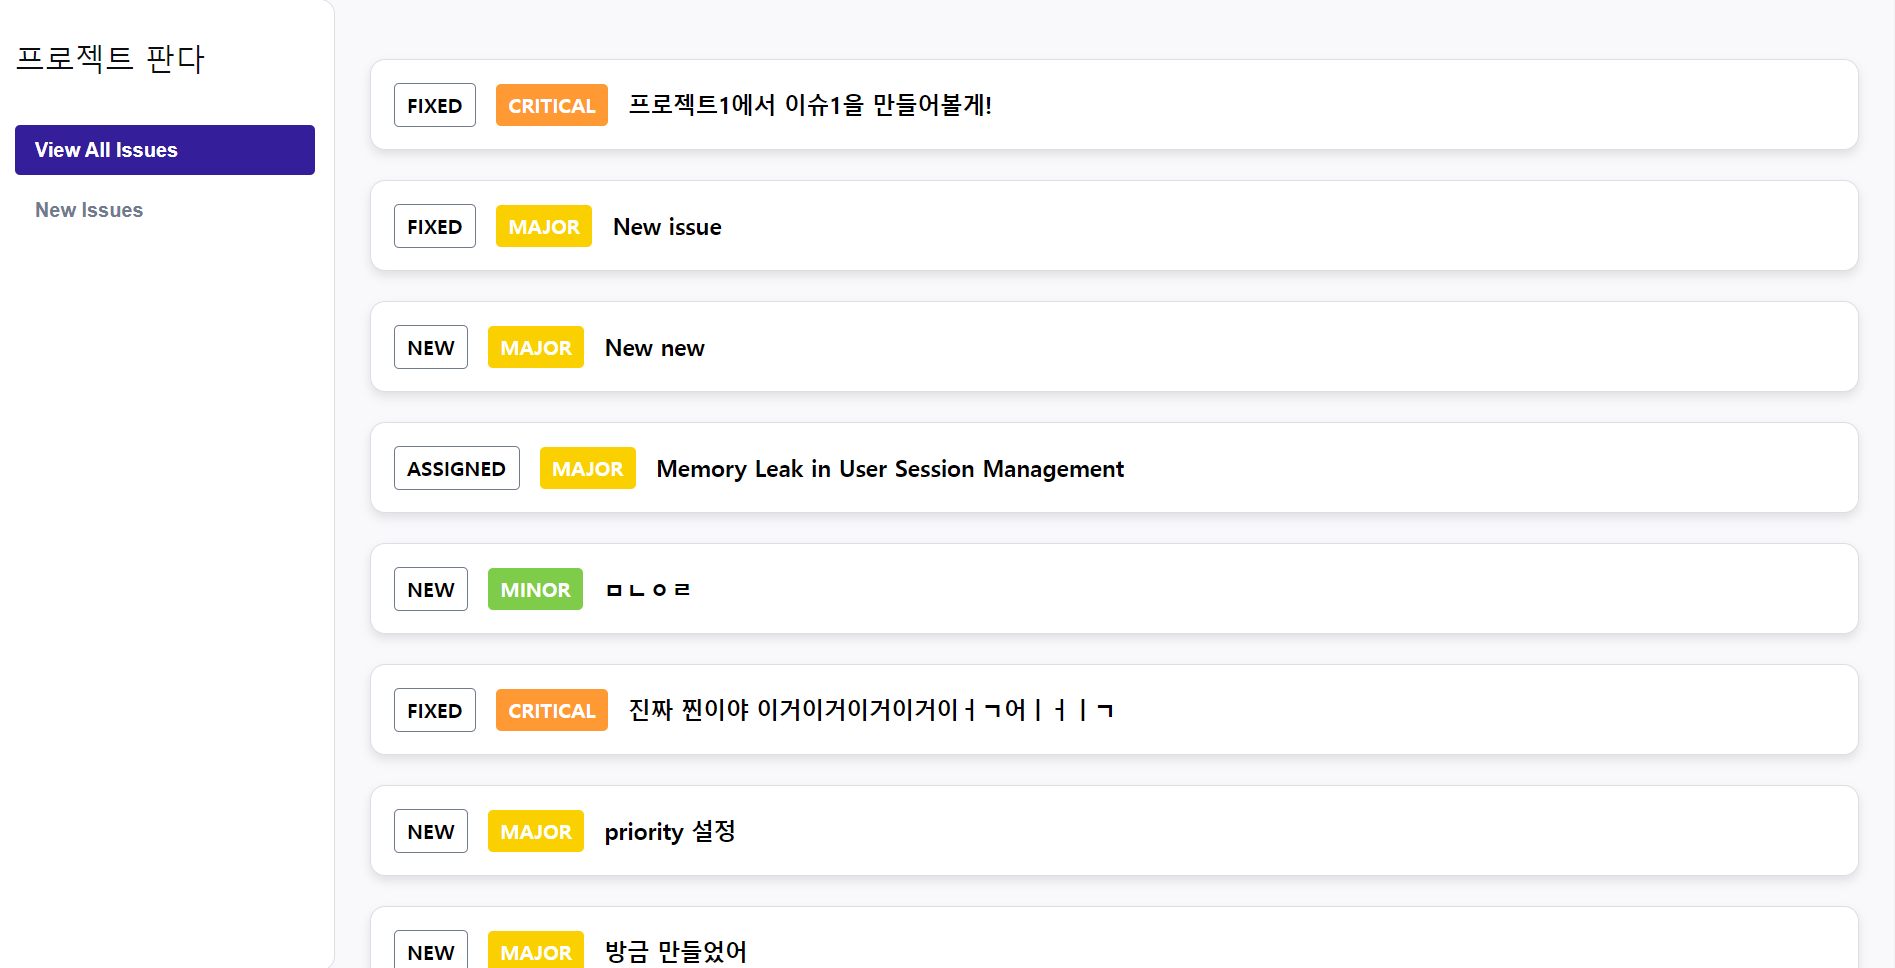 프로젝트 판다
View All Issues
New Issues
FIXED CRITICAL 프로젝트1에서 이슈1을 만들어볼게!
FIXED MAJOR New issue
NEW MAJOR New new
ASSIGNED MAJOR Memory Leak in User Session Management
NEW MINOR ㅁㄴㅇㄹ
FIXED CRITICAL 진짜 찐이야 이거이거이거이거이ㅓㄱ어ㅣㅓㅣㄱ
NEW MAJOR priority 설정
NEW MAJOR 방금 만들었어